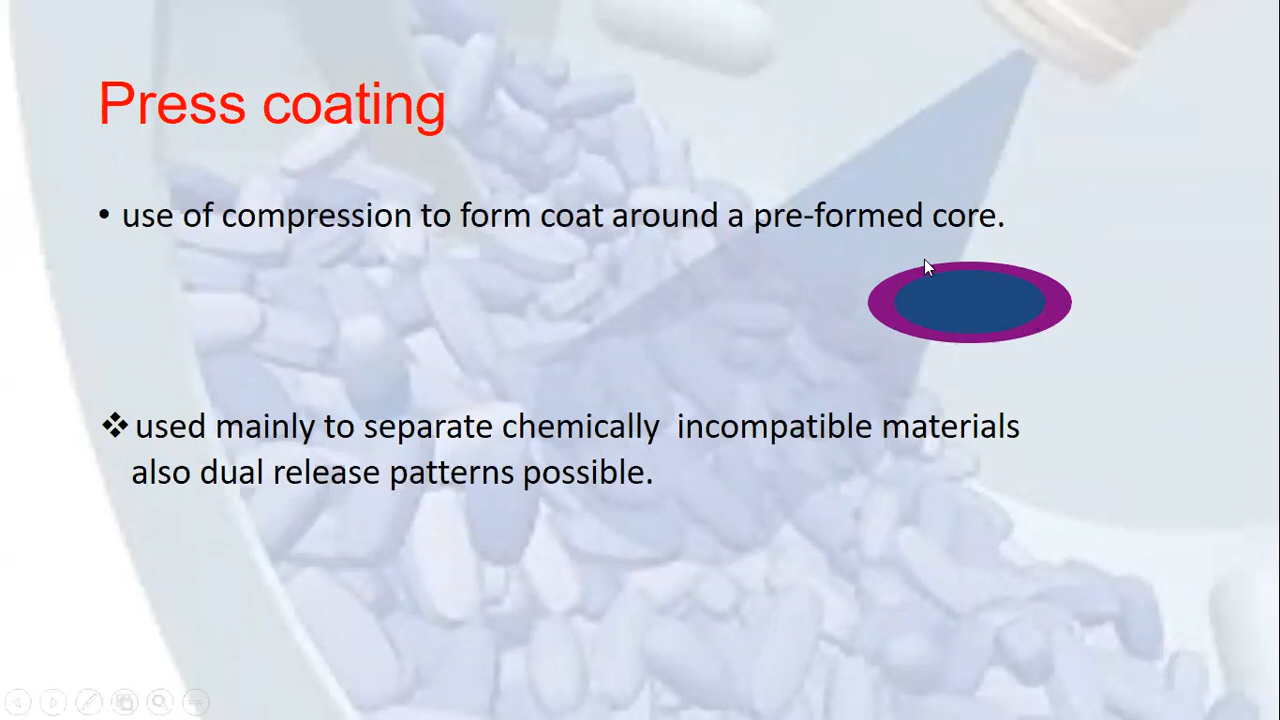 Press coating
• use of compression to form coat around a pre-formed core.
❖ used mainly to separate chemically  incompatible materials
also dual release patterns possible.